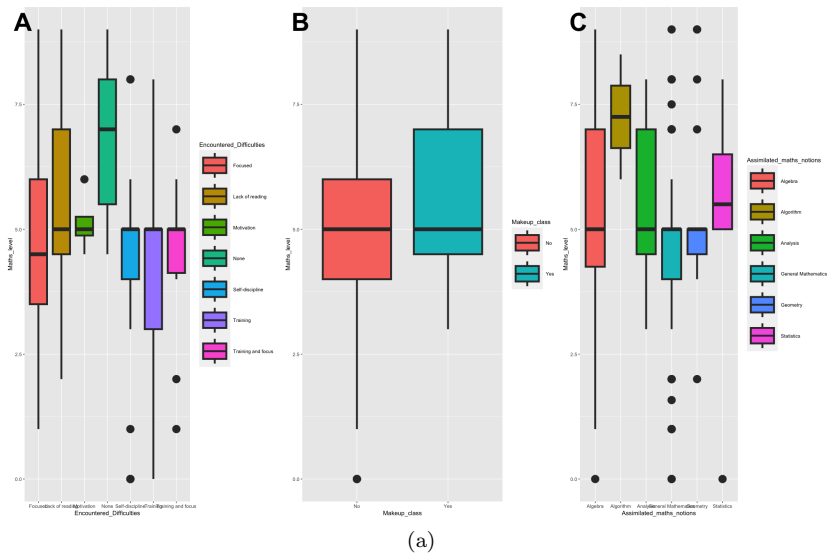 A
B
C
Maths_level
7.5
5.0
2.5
0.0
Focused
Lack of reading
Motivation
None
Self-discipline
Training
Training and focus
Encountered_Difficulties
Encountered_Difficulties
Focused
Lack of reading
Motivation
None
Self-discipline
Training
Training and focus
Maths_level
7.5
5.0
2.5
0.0
No
Yes
Makeup_class
Makeup_class
No
Yes
Maths_level
7.5
5.0
2.5
0.0
Algebra
Algorithm
Analysis
General Mathematics
Geometry
Statistics
Assimilated_maths_notions
Assimilated_maths_notions
Algebra
Algorithm
Analysis
General Mathematics
Geometry
Statistics
(a)